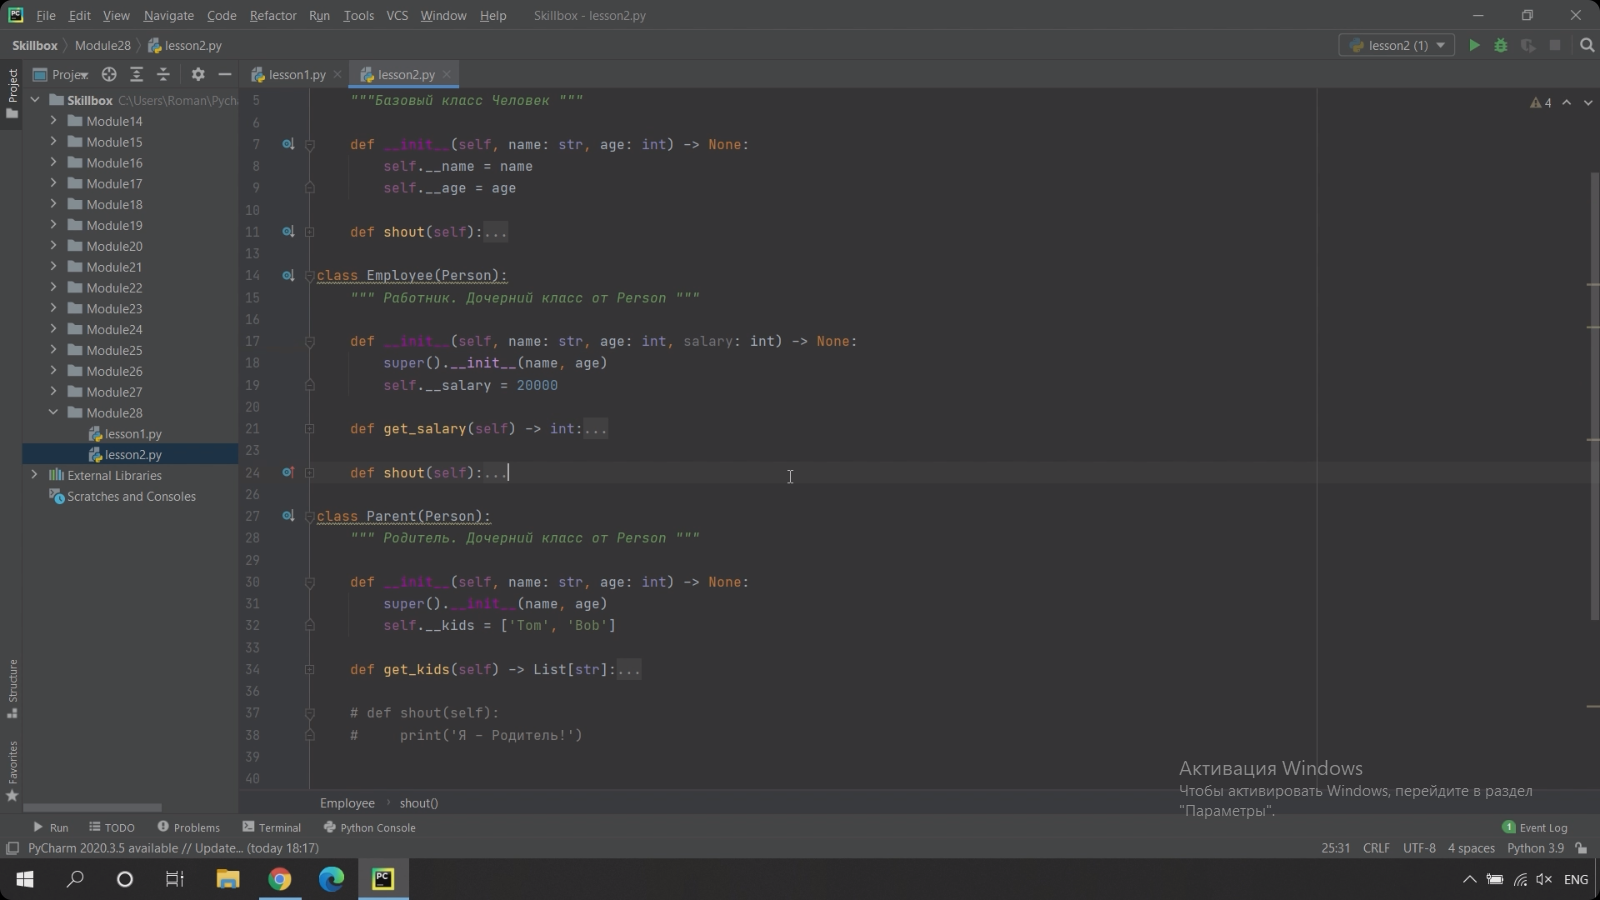 File Edit View Navigate Code Refactor Run Tools VCS Window Help Skillbox - lesson2.py
Skillbox Module28 lesson2.py lesson2 (1)
Project lesson1.py lesson2.py
Project
Skillbox C:\Users\Roman\Pycha
Module14
Module15
Module16
Module17
Module18
Module19
Module20
Module21
Module22
Module23
Module24
Module25
Module26
Module27
Module28
lesson1.py
lesson2.py
External Libraries
Scratches and Consoles
Structure
Favorites
4
5 """Базовый класс Человек """
6
7 def __init__(self, name: str, age: int) -> None:
8 self.__name = name
9 self.__age = age
10
11 def shout(self):...
13
14 class Employee(Person):
15 """ Работник. Дочерний класс от Person """
16
17 def __init__(self, name: str, age: int, salary: int) -> None:
18 super().__init__(name, age)
19 self.__salary = 20000
20
21 def get_salary(self) -> int:...
23
24 def shout(self):...
26
27 class Parent(Person):
28 """ Родитель. Дочерний класс от Person """
29
30 def __init__(self, name: str, age: int) -> None:
31 super().__init__(name, age)
32 self.__kids = ['Tom', 'Bob']
33
34 def get_kids(self) -> List[str]:...
36
37 # def shout(self):
38 # print('Я - Родитель!')
39
40
Активация Windows
Чтобы активировать Windows, перейдите в раздел
"Параметры".
Employee shout()
Run TODO Problems Terminal Python Console 1 Event Log
PyCharm 2020.3.5 available // Update... (today 18:17) 25:31 CRLF UTF-8 4 spaces Python 3.9
ENG